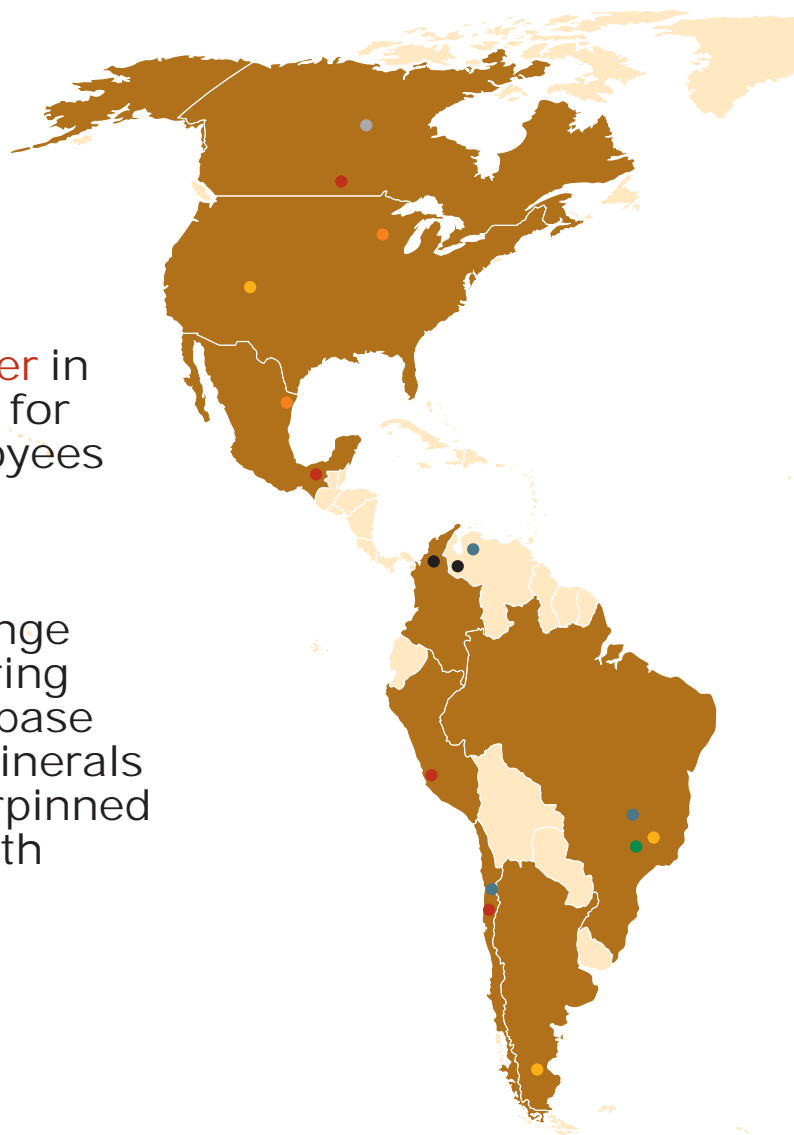 er in
for
oyees
nge
ring
base
inerals
rpinned
th